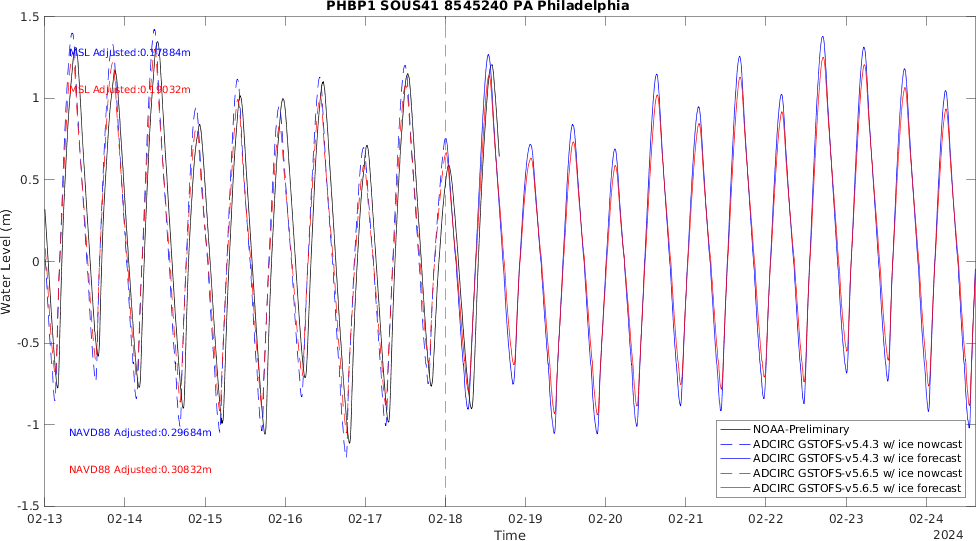 PHBP1 SOUS41 8545240 PA Philadelphia
Water Level (m)
1.5
1
0.5
0
-0.5
-1
-1.5
MSL Adjusted:0.17884m
MSL Adjusted:0.19032m
NAVD88 Adjusted:0.29684m
NAVD88 Adjusted:0.30832m
NOAA-Preliminary
ADCIRC GSTOFS-v5.4.3 w/ ice nowcast
ADCIRC GSTOFS-v5.4.3 w/ ice forecast
ADCIRC GSTOFS-v5.6.5 w/ ice nowcast
ADCIRC GSTOFS-v5.6.5 w/ ice forecast
02-13 02-14 02-15 02-16 02-17 02-18 02-19 02-20 02-21 02-22 02-23 02-24
Time
2024